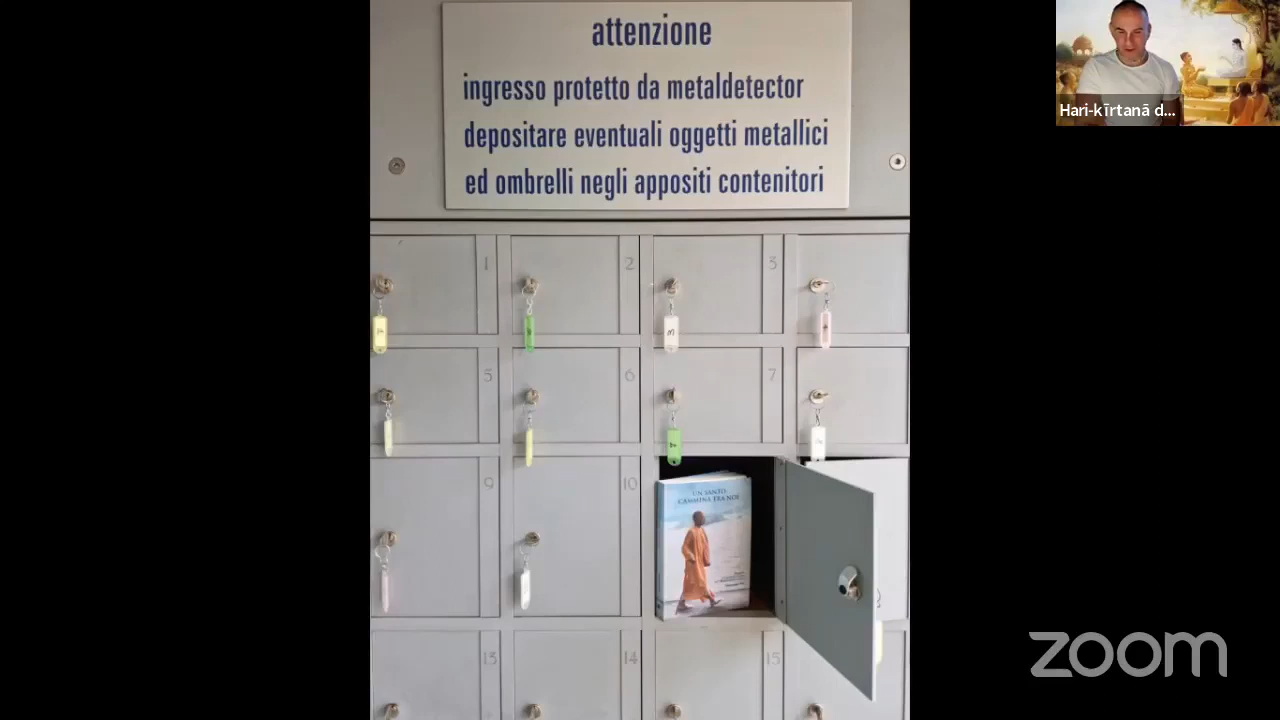 attenzione
ingresso protetto da metaldetector
depositare eventuali oggetti metallici
ed ombrelli negli appositi contenitori
Hari-kīrtanā d...
1
2
3
5
6
7
9
10
UN SANTO
CAMMINA FRA NOI
13
14
15
zoom